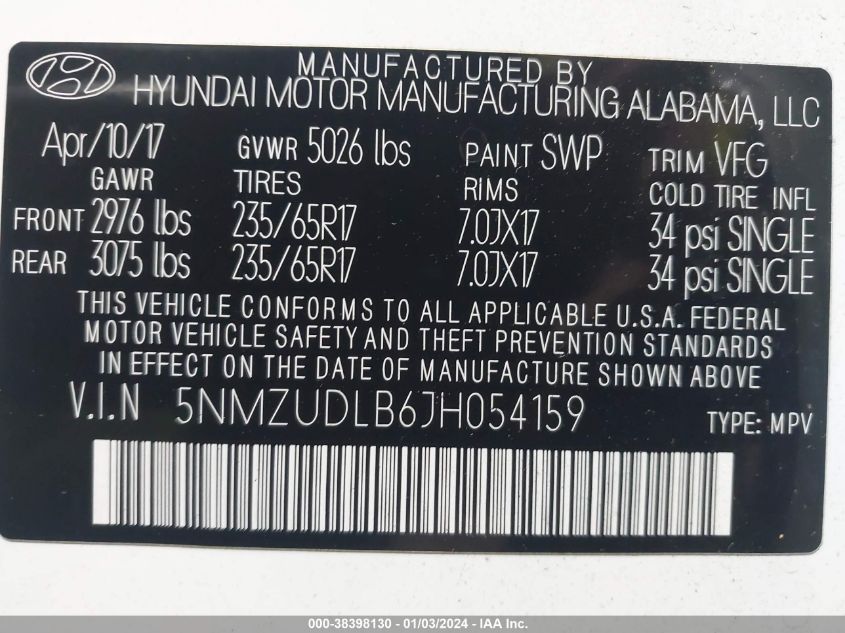 MANUFACTURED BY
HYUNDAI MOTOR MANUFACTURING ALABAMA, LLC
Apr/10/17 GVWR 5026 lbs PAINT SWP TRIM VFG
GAWR TIRES RIMS COLD TIRE INFL
FRONT 2976 lbs 235/65R17 7.0JX17 34 psi SINGLE
REAR 3075 lbs 235/65R17 7.0JX17 34 psi SINGLE
THIS VEHICLE CONFORMS TO ALL APPLICABLE U.S.A. FEDERAL
MOTOR VEHICLE SAFETY AND THEFT PREVENTION STANDARDS
IN EFFECT ON THE DATE OF MANUFACTURE SHOWN ABOVE.
V.I.N 5NMZUDLB6JH054159 TYPE: MPV
000-38398130 - 01/03/2024 - IAA Inc.